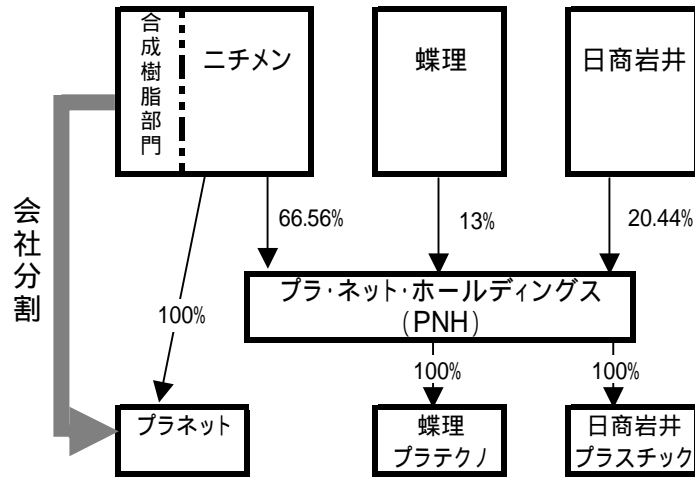 合成樹脂部門
ニチメン
蝶理
日商岩井
会社分割
66.56%
13%
20.44%
プラ・ネット・ホールディングス
(PNH)
100%
100%
100%
プラネット
蝶理
プラテクノ
日商岩井
プラスチック